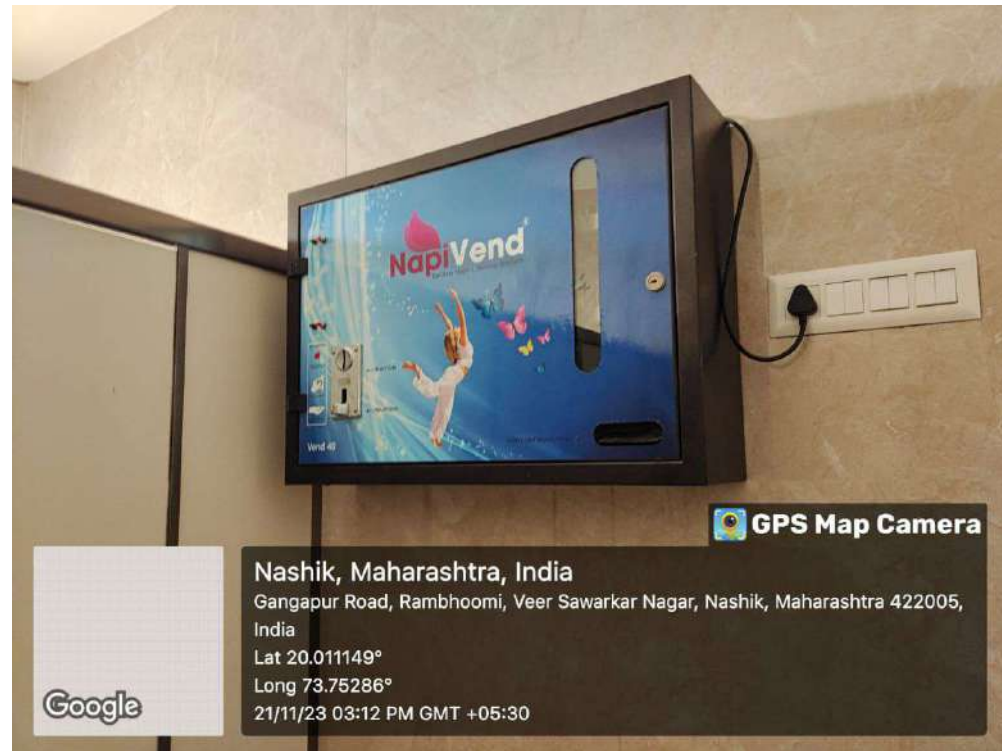 NapiVend
Vend 40
GPS Map Camera
Nashik, Maharashtra, India
Gangapur Road, Rambhoomi, Veer Sawarkar Nagar, Nashik, Maharashtra 422005,
India
Lat 20.011149°
Long 73.75286°
21/11/23 03:12 PM GMT +05:30
Google